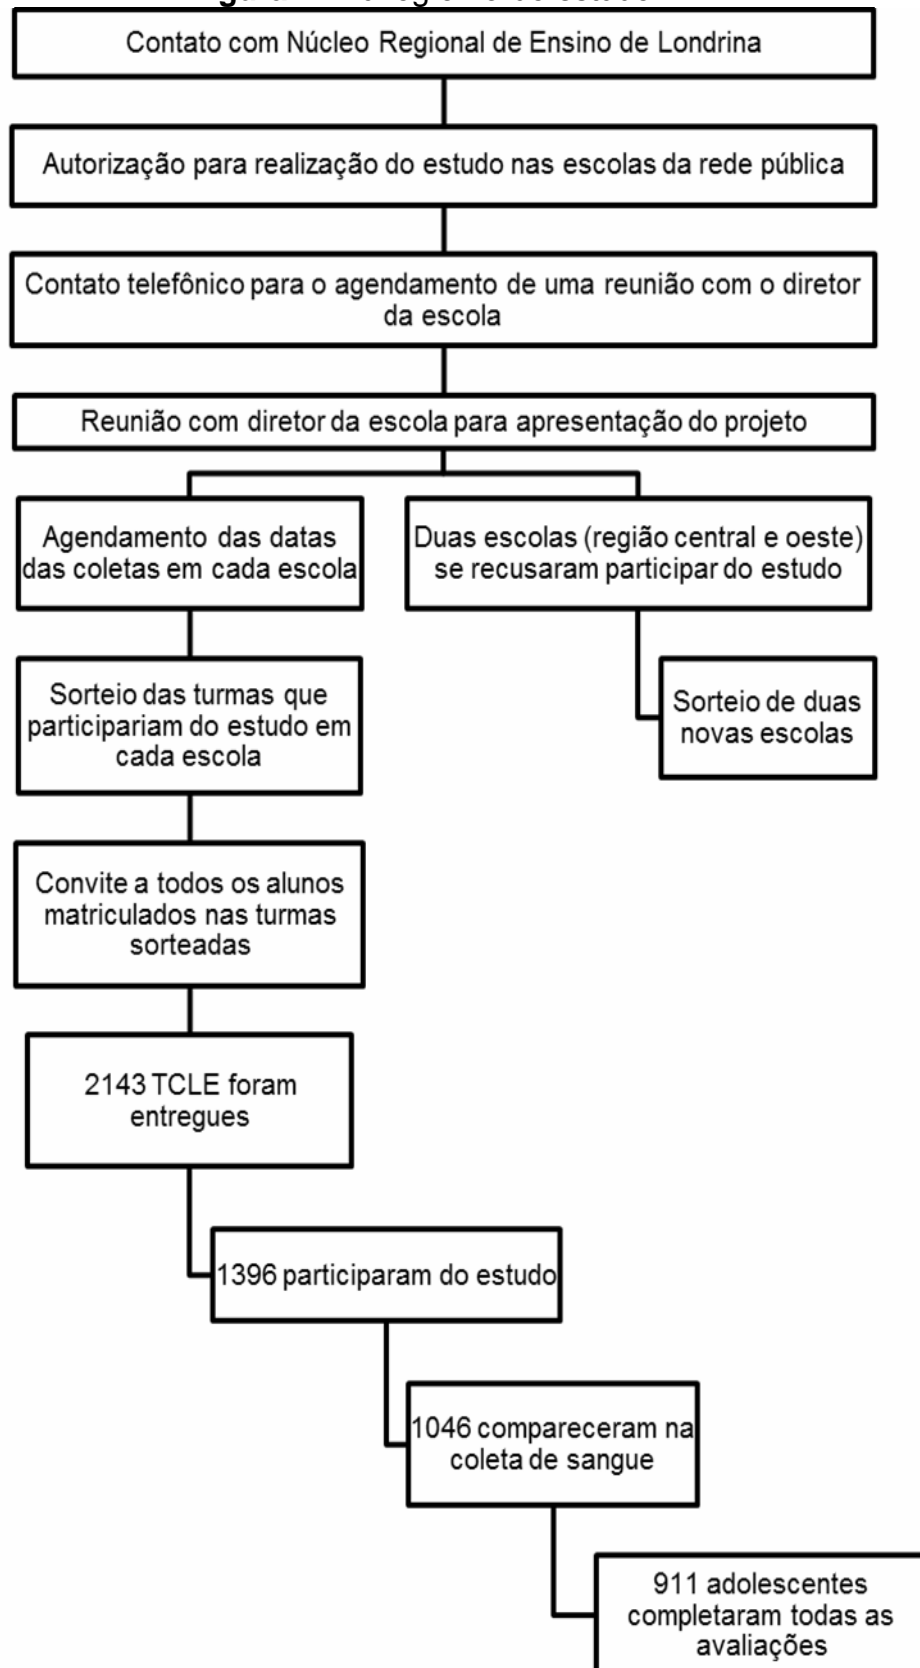 Contato com Núcleo Regional de Ensino de Londrina
Autorização para realização do estudo nas escolas da rede pública
Contato telefônico para o agendamento de uma reunião com o diretor
da escola
Reunião com diretor da escola para apresentação do projeto
Agendamento das datas
das coletas em cada escola
Duas escolas (região central e oeste)
se recusaram participar do estudo
Sorteio das turmas que
participariam do estudo em
cada escola
Sorteio de duas
novas escolas
Convite a todos os alunos
matriculados nas turmas
sorteadas
2143 TCLE foram
entregues
1396 participaram do estudo
1046 compareceram na
coleta de sangue
911 adolescentes
completaram todas as
avaliações